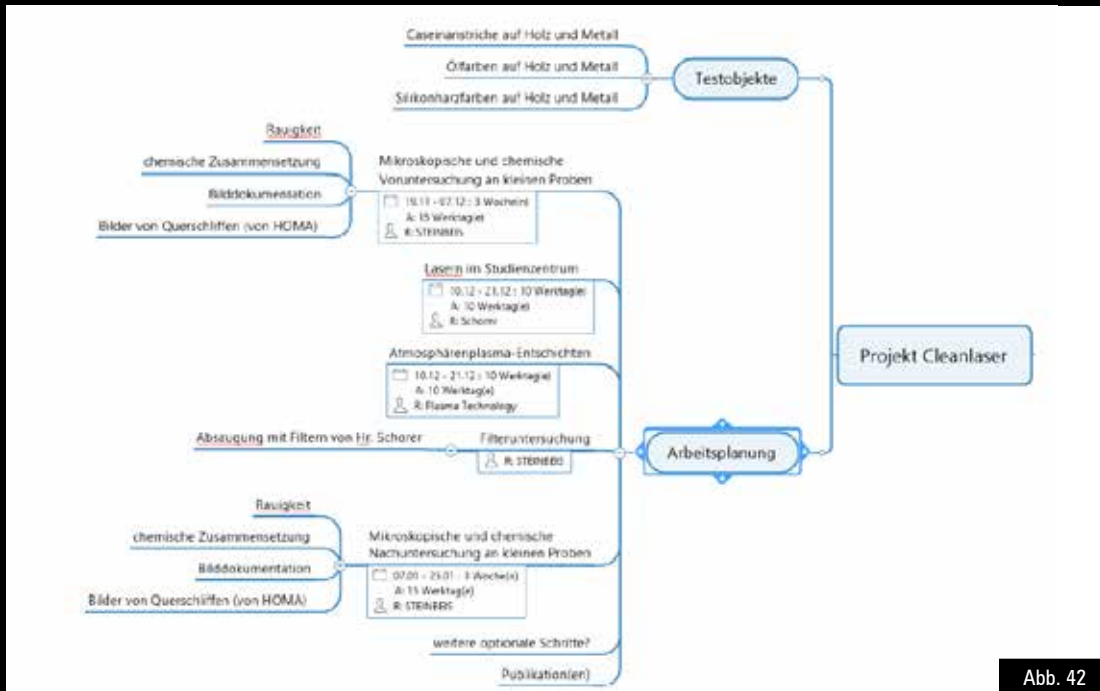 Caseinanstriche auf Holz und Metall
Ölfarben auf Holz und Metall
Silikonharzfarben auf Holz und Metall
Testobjekte
Rauigkeit
chemische Zusammensetzung
Bilddokumentation
Bilder von Querschliffen (von HOMA)
Mikroskopische und chemische
Voruntersuchung an kleinen Proben
07.12 : 3 Woche(n)
A: 15 Werktag(e)
R: STEINBEIS
Lasern im Studienzentrum
10.12 - 21.12 : 10 Werktag(e)
A: 10 Werktag(e)
R: Schorer
Atmosphärenplasma-Entschichten
10.12 - 21.12 : 10 Werktag(e)
A: 10 Werktag(e)
R: Plasma Technology
Projekt Cleanlaser
Absaugung mit Filtern von Hr. Schorer
Filteruntersuchung
R: STEINBEIS
Arbeitsplanung
Rauigkeit
chemische Zusammensetzung
Bilddokumentation
Bilder von Querschliffen (von HOMA)
Mikroskopische und chemische
Nachuntersuchung an kleinen Proben
07.01 - 25.01 : 3 Woche(n)
A: 15 Werktag(e)
R: STEINBEIS
weitere optionale Schritte?
Publikation(en)
Abb. 42